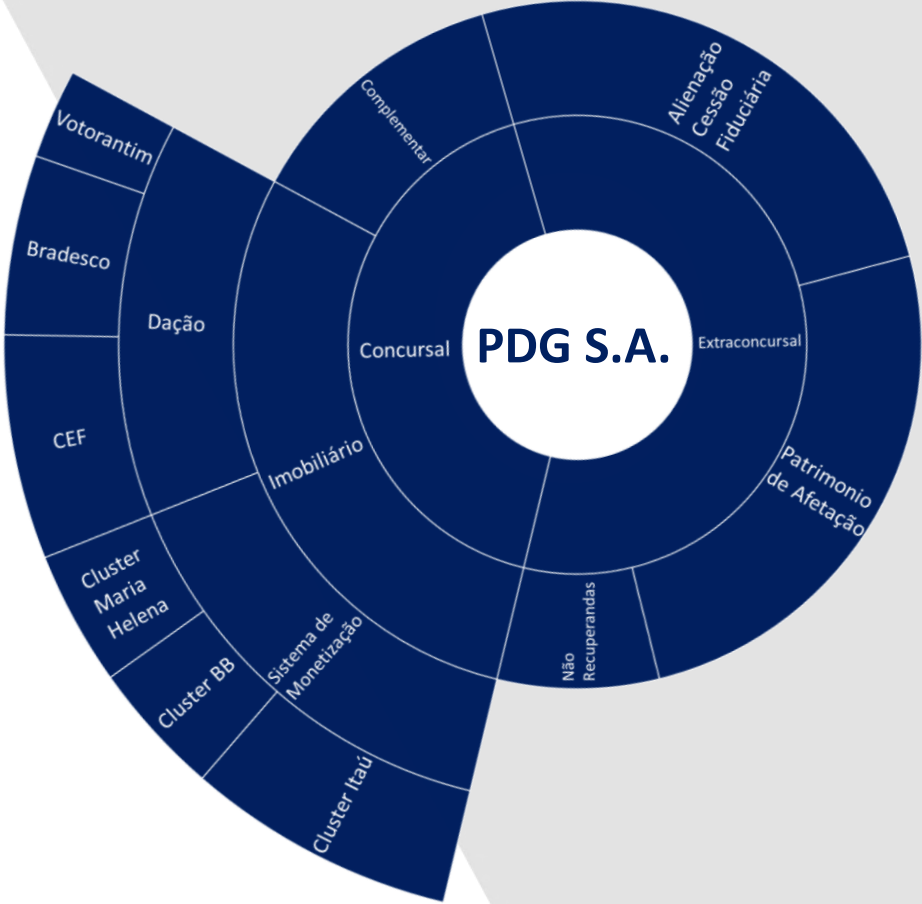 PDG S.A.
Extraconcursal
Alienação
Cessão
Fiduciária
Patrimonio
de Afetação
Não
Recuperandas
Concursal
Complementar
Imobiliário
Dação
Votorantim
Bradesco
CEF
Sistema de
Monetização
Cluster
Maria
Helena
Cluster BB
Cluster Itaú